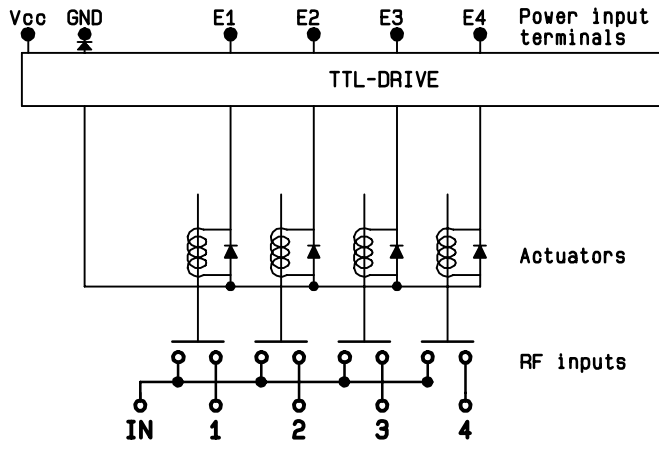 Vcc GND E1 E2 E3 E4 Power input
terminals
TTL-DRIVE
Actuators
RF inputs
IN 1 2 3 4